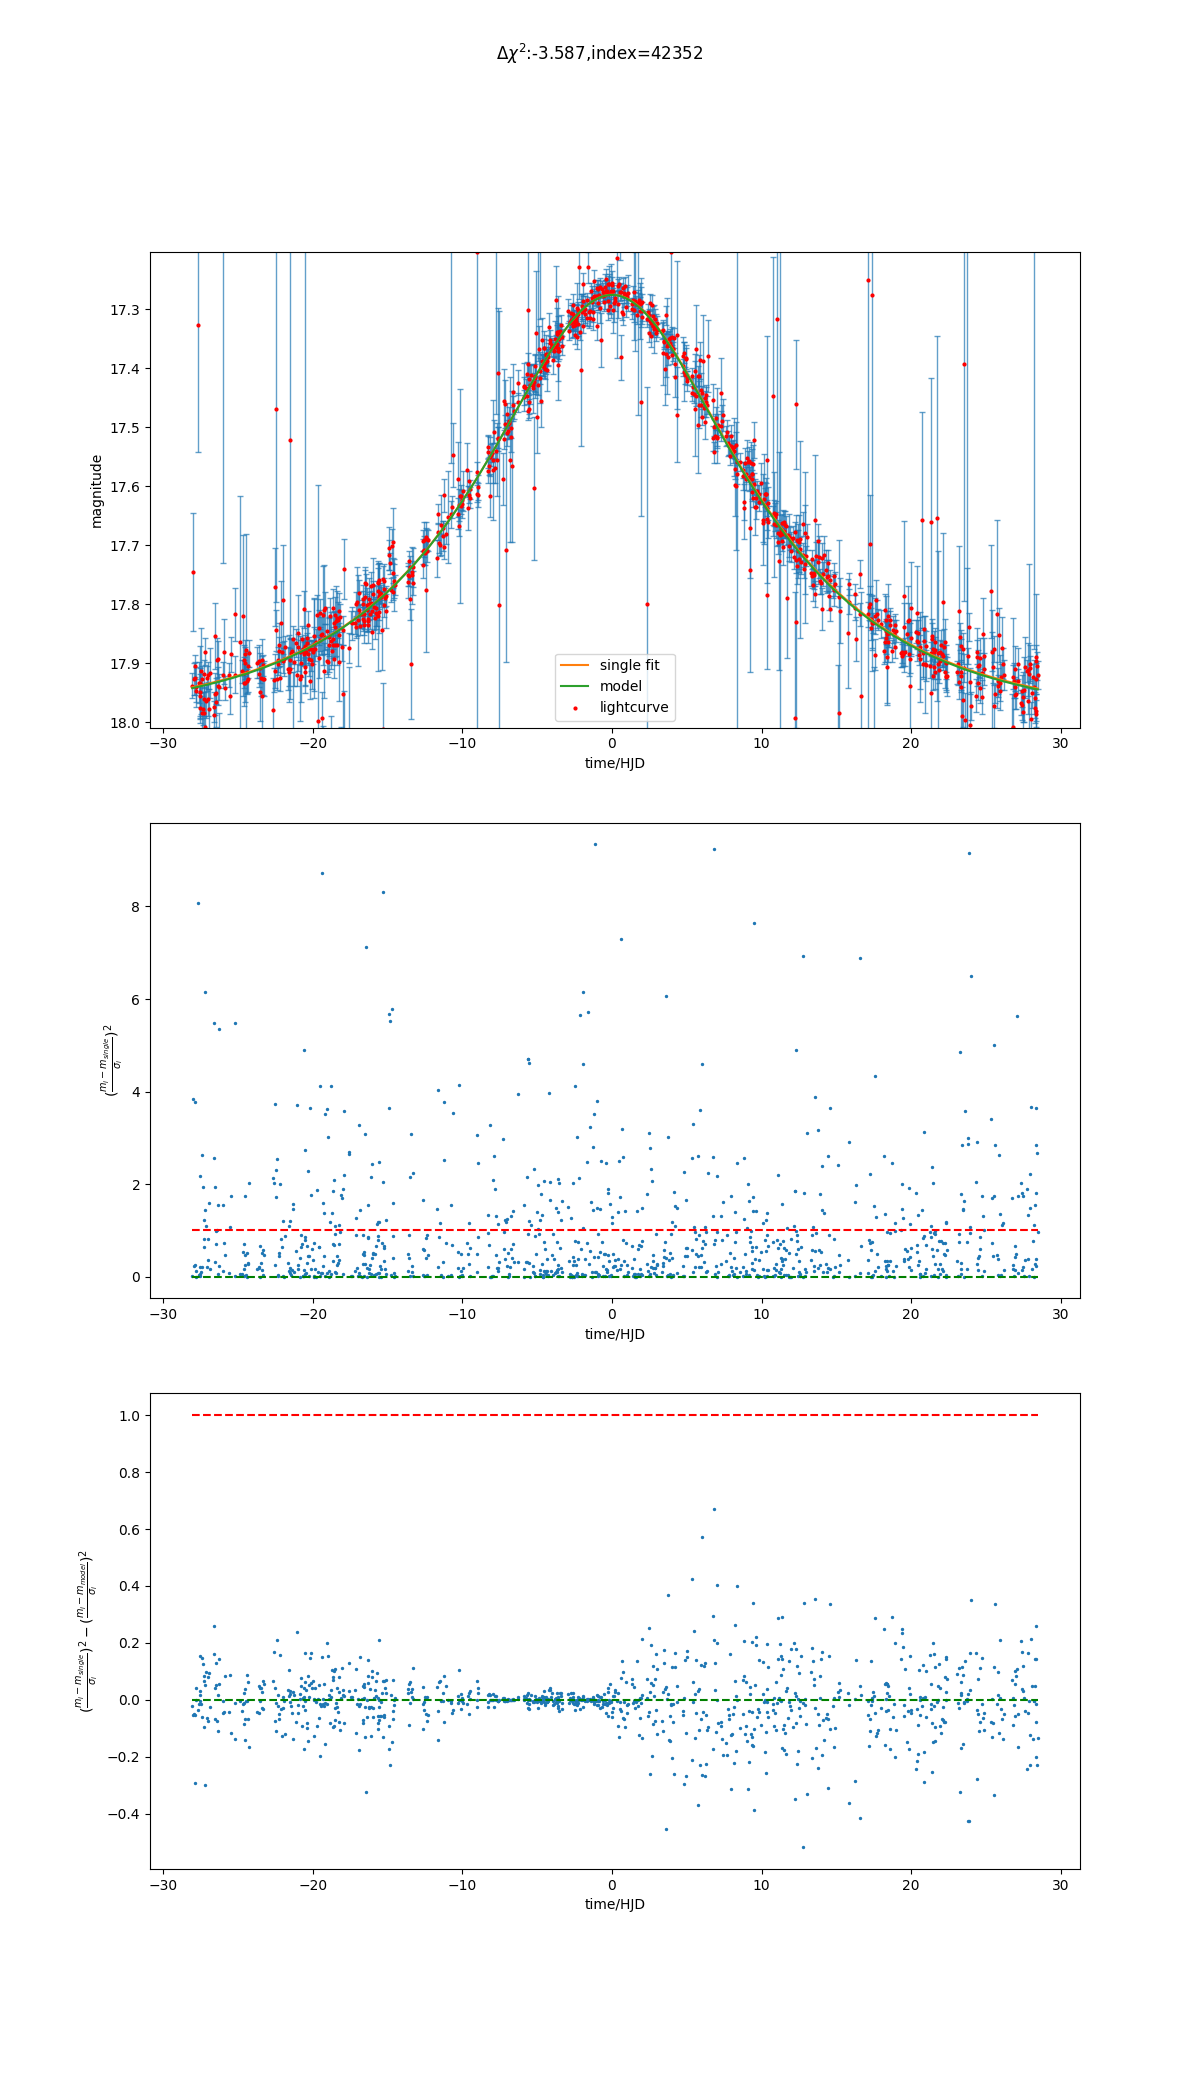 Δχ²:-3.587,index=42352
17.3
17.4
17.5
17.6
17.7
17.8
17.9
18.0
magnitude
single fit
model
lightcurve
−30 −20 −10 0 10 20 30
time/HJD
8
6
4
2
0
((m_i − m_single)/σ_i)²
−30 −20 −10 0 10 20 30
time/HJD
1.0
0.8
0.6
0.4
0.2
0.0
−0.2
−0.4
((m_i − m_single)/σ_i)² − ((m_i − m_model)/σ_i)²
−30 −20 −10 0 10 20 30
time/HJD